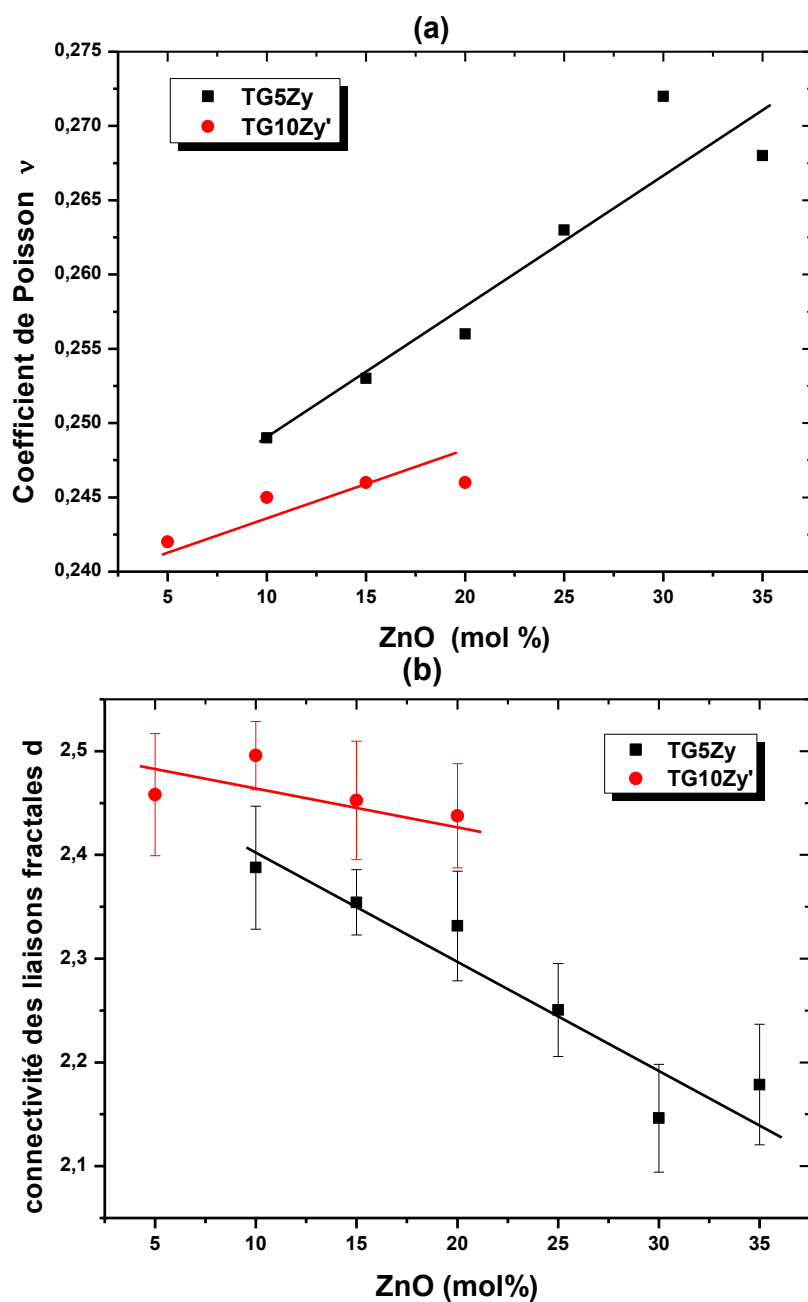 (a)
0,275
0,270
0,265
0,260
0,255
0,250
0,245
0,240
Coefficient de Poisson ν
TG5Zy
TG10Zy'
5 10 15 20 25 30 35
ZnO (mol %)
(b)
2,5
2,4
2,3
2,2
2,1
connectivité des liaisons fractales d
TG5Zy
TG10Zy'
5 10 15 20 25 30 35
ZnO (mol%)